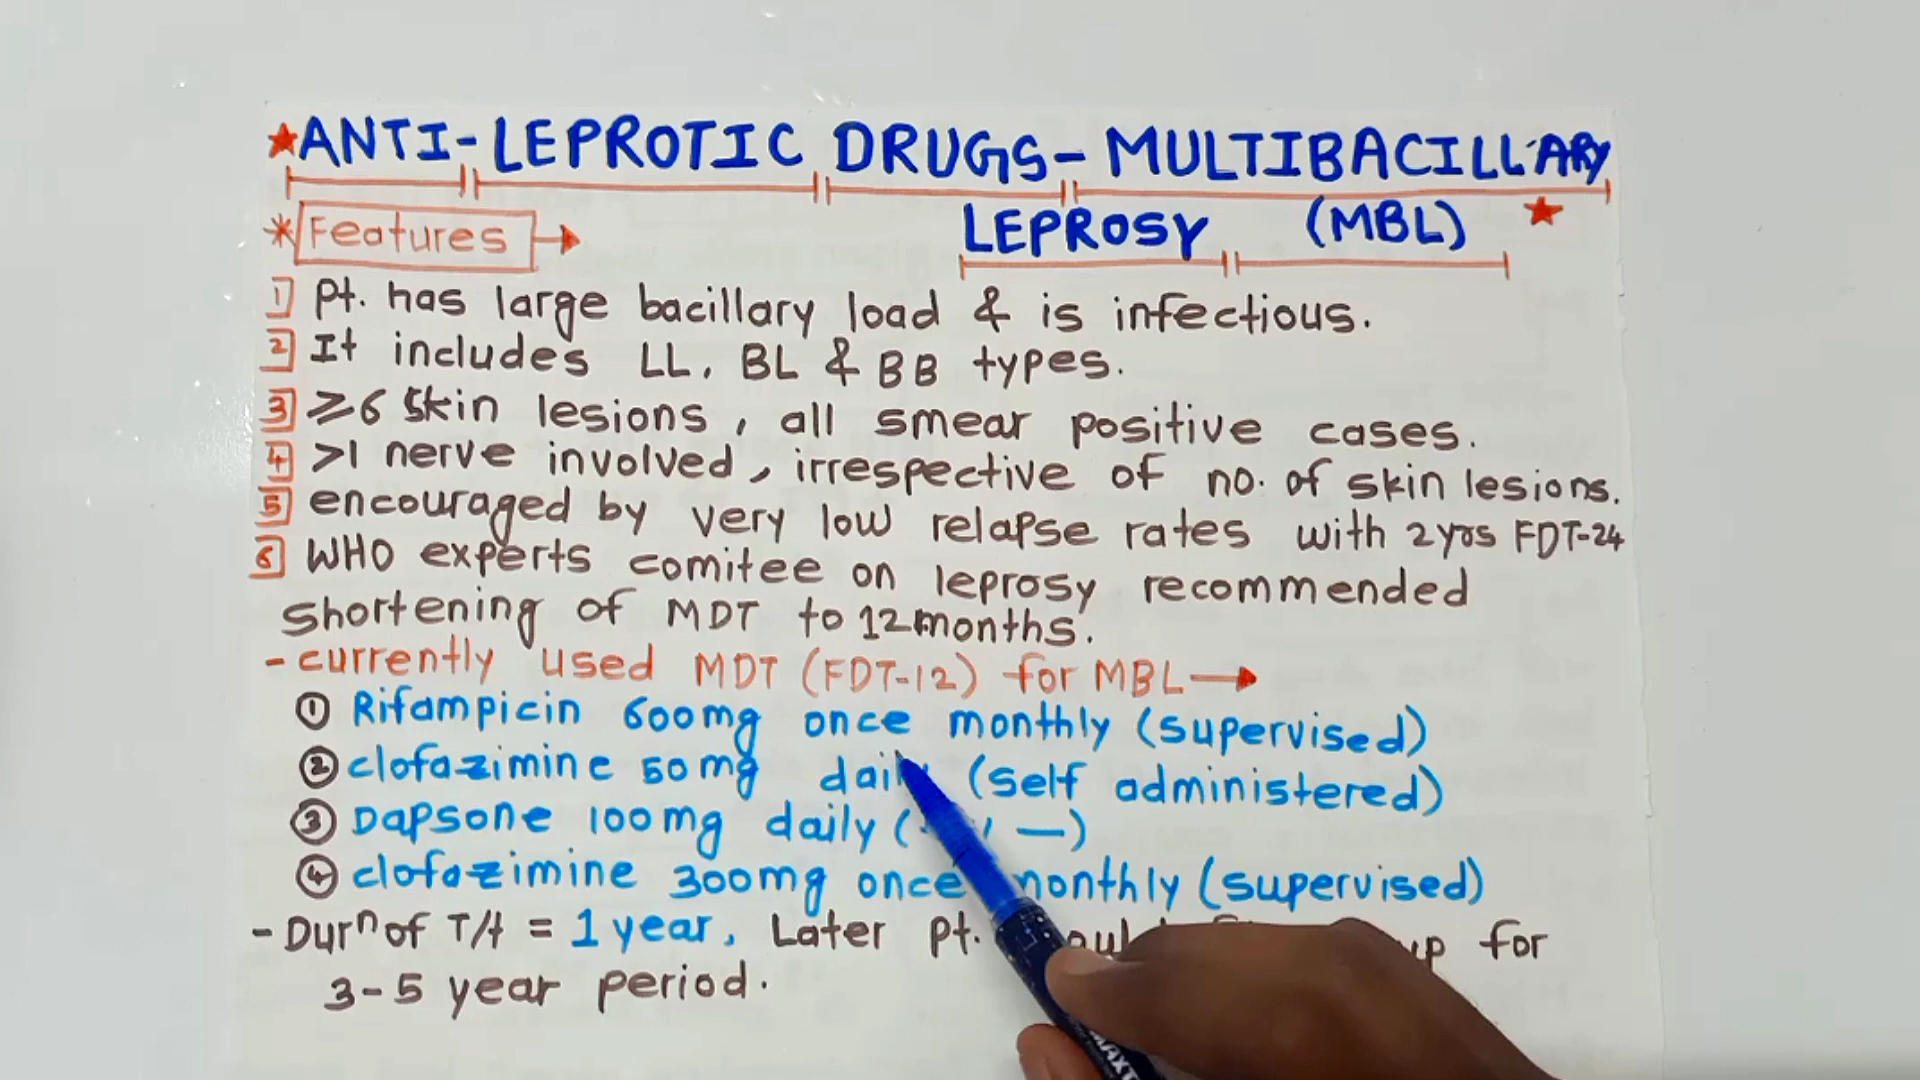 ★ANTI-LEPROTIC DRUGS- MULTIBACILLARY
LEPROSY (MBL) ★
* Features →
1 Pt. has large bacillary load & is infectious.
2 It includes LL, BL & BB types.
3 ≥6 skin lesions, all smear positive cases.
4 >1 nerve involved, irrespective of no. of skin lesions.
5 encouraged by very low relapse rates with 2yrs FDT-24
6 WHO experts comitee on leprosy recommended
shortening of MDT to 12months.
- currently used MDT (FDT-12) for MBL →
① Rifampicin 600mg once monthly (supervised)
② clofazimine 50mg daily (self administered)
③ Dapsone 100mg daily ( — )
④ clofazimine 300mg once monthly (supervised)
- Durⁿ of T/t = 1 year, Later pt. up for
3-5 year period.
MAXT